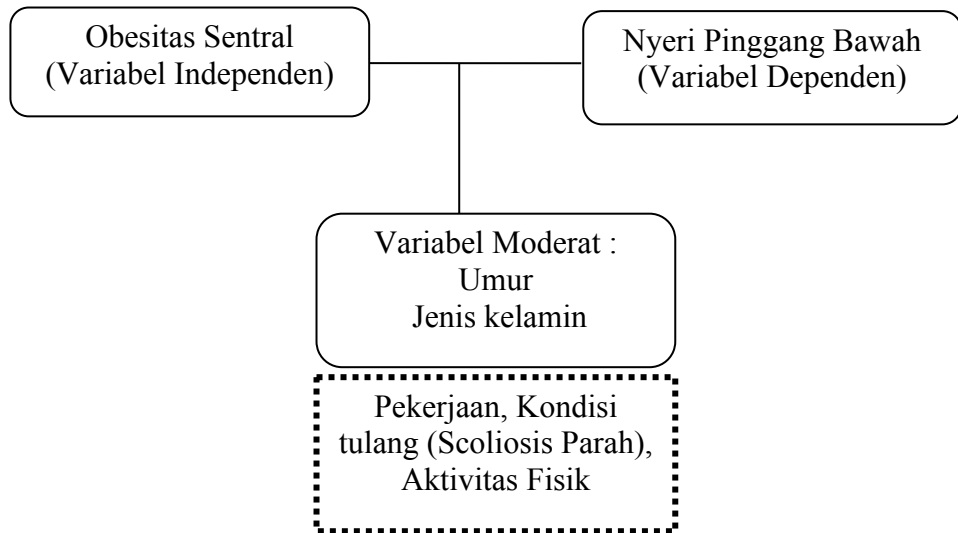 Obesitas Sentral
(Variabel Independen)
Nyeri Pinggang Bawah
(Variabel Dependen)
Variabel Moderat :
Umur
Jenis kelamin
Pekerjaan, Kondisi
tulang (Scoliosis Parah),
Aktivitas Fisik